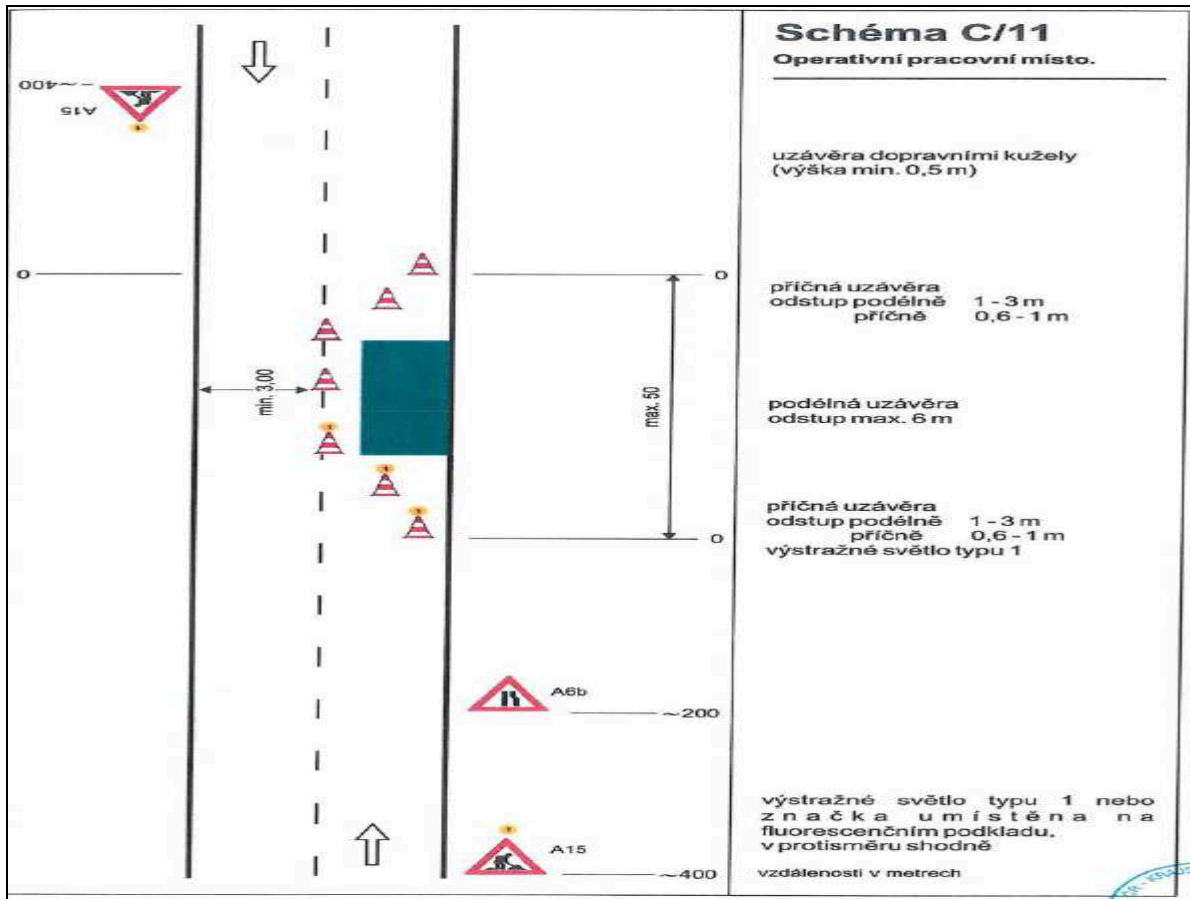 Schéma C/11
Operativní pracovní místo.
~400
A15
uzávěra dopravními kužely
(výška min. 0,5 m)
0
0
příčná uzávěra
odstup podélně 1 - 3 m
příčně 0,6 - 1 m
min. 3,00
max. 50
podélná uzávěra
odstup max. 6 m
příčná uzávěra
odstup podélně 1 - 3 m
příčně 0,6 - 1 m
výstražné světlo typu 1
0
A6b
~200
výstražné světlo typu 1 nebo
značka umístěna na
fluorescenčním podkladu,
v protisměru shodně
A15
~400
vzdálenosti v metrech